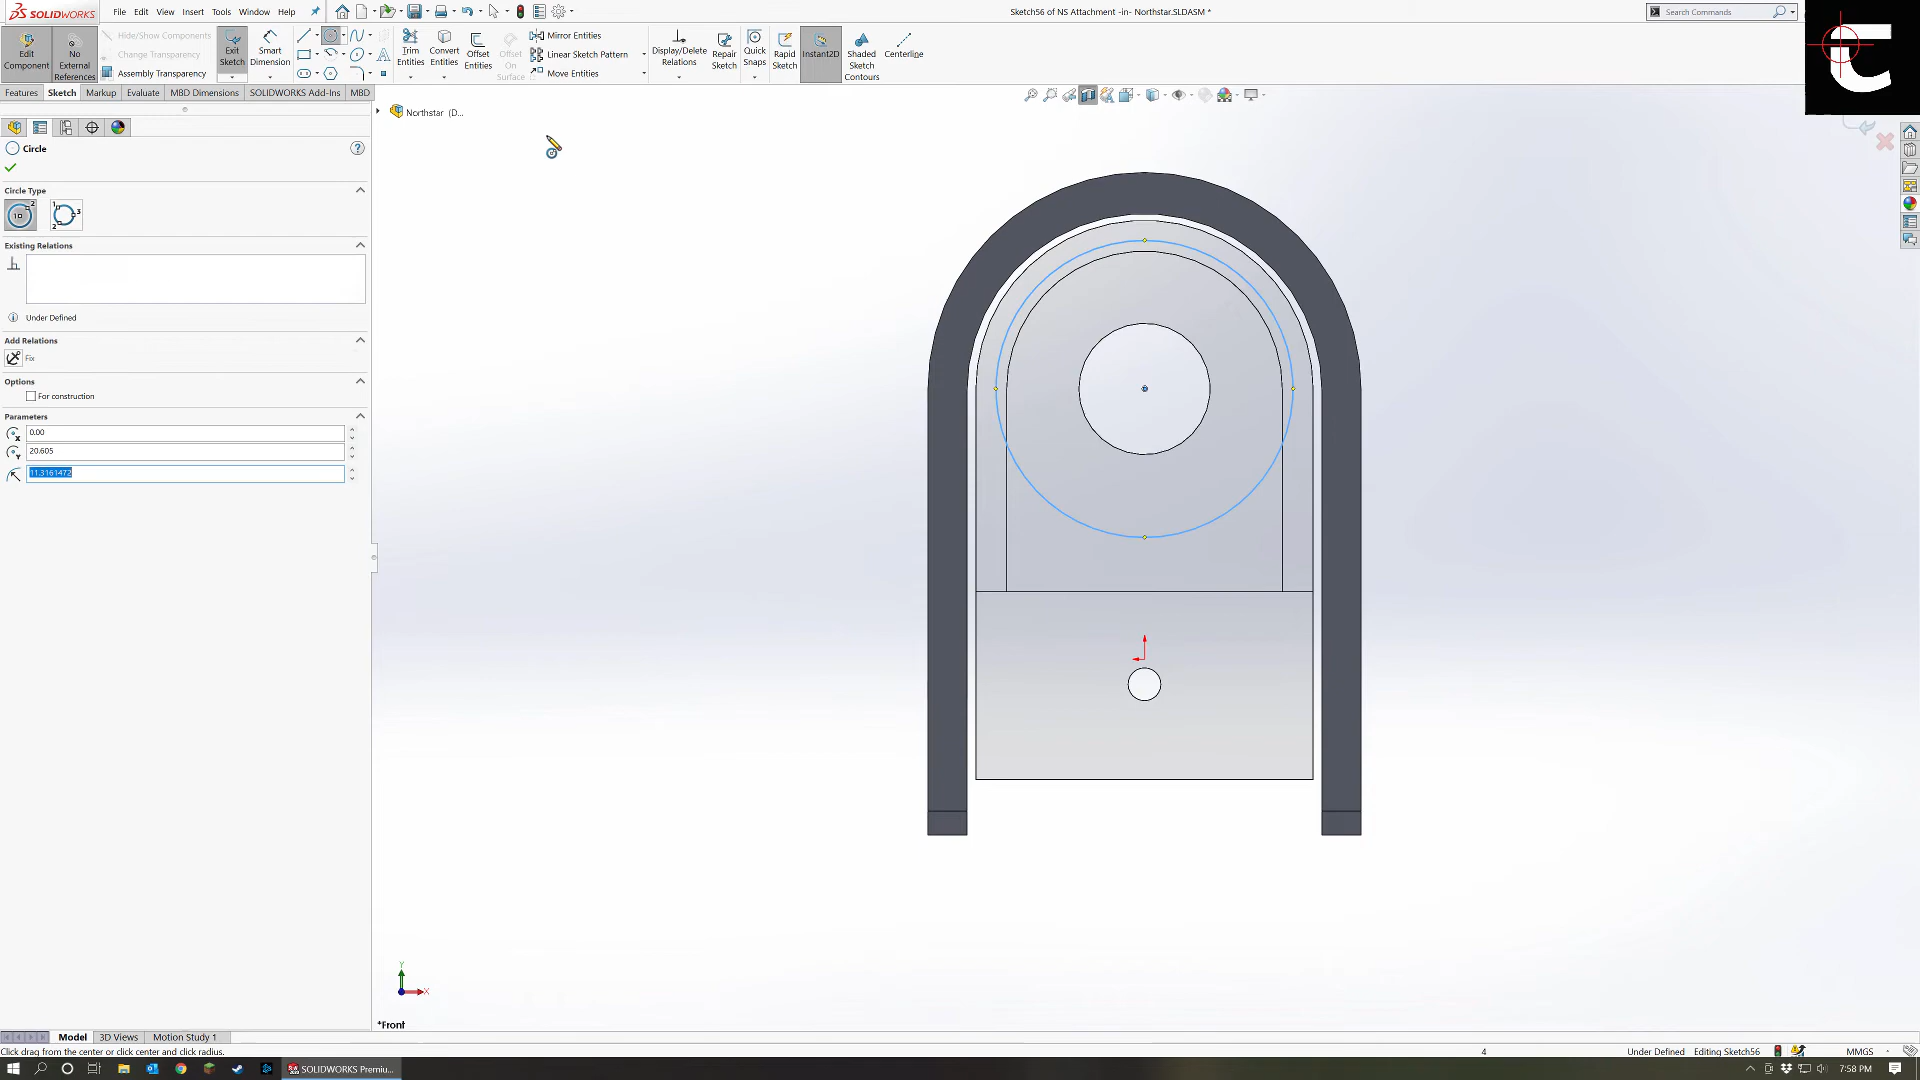 SOLIDWORKS
File Edit View Insert Tools Window Help
Sketch56 of NS Attachment -in- Northstar.SLDASM *
Search Commands
Edit Component
No External References
Hide/Show Components
Change Transparency
Assembly Transparency
Exit Sketch
Smart Dimension
Trim Entities
Convert Entities
Offset Entities
Offset On Surface
Mirror Entities
Linear Sketch Pattern
Move Entities
Display/Delete Relations
Repair Sketch
Quick Snaps
Rapid Sketch
Instant2D
Shaded Sketch Contours
Centerline
Features Sketch Markup Evaluate MBD Dimensions SOLIDWORKS Add-Ins MBD
Northstar (D...
Circle
Circle Type
Existing Relations
Under Defined
Add Relations
Fix
Options
For construction
Parameters
0.00
20.605
11.3161472
Y
X
*Front
Model 3D Views Motion Study 1
Click drag from the center or click center and click radius.
4
Under Defined
Editing Sketch56
MMGS
SOLIDWORKS Premiu...
7:58 PM